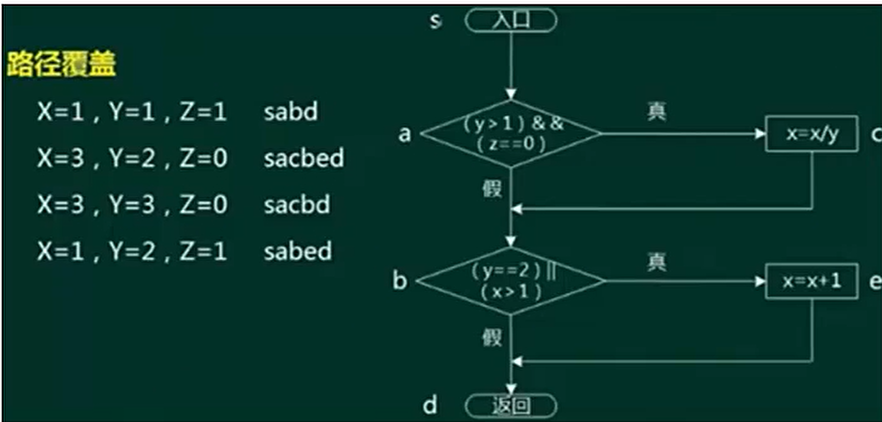 s 入口
路径覆盖
X=1 , Y=1 , Z=1 sabd
X=3 , Y=2 , Z=0 sacbed
X=3 , Y=3 , Z=0 sacbd
X=1 , Y=2 , Z=1 sabed
a
(y>1)&&
(z==0)
真
x=x/y
c
假
b
(y==2)||
(x>1)
真
x=x+1
e
假
d 返回